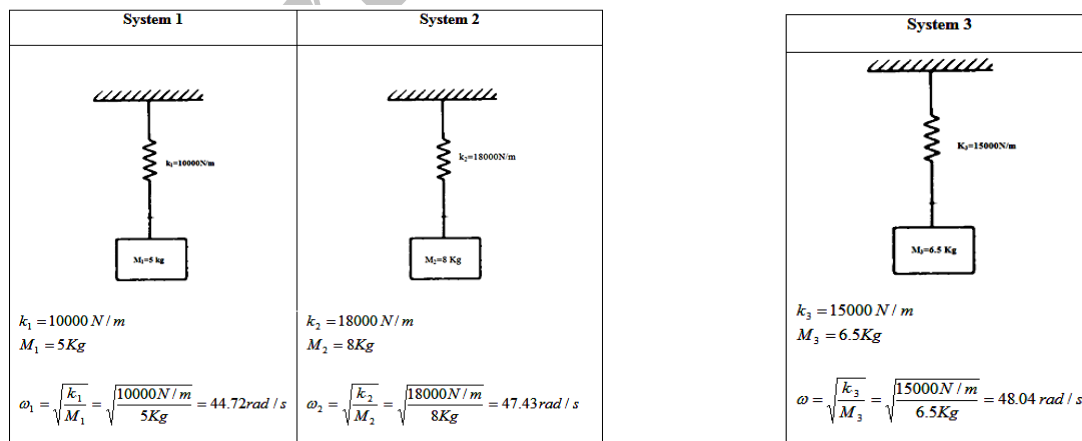 System 1
k₁=10000N/m
M₁=5 kg
k₁ = 10000 N / m
M₁ = 5Kg
ω₁ = √(k₁/M₁) = √(10000N / m/5Kg) = 44.72rad / s
System 2
k₂=18000N/m
M₂=8 Kg
k₂ = 18000 N / m
M₂ = 8Kg
ω₂ = √(k₂/M₂) = √(18000N / m/8Kg) = 47.43rad / s
System 3
K₃=15000N/m
M₃=6.5 Kg
k₃ = 15000 N / m
M₃ = 6.5Kg
ω = √(k₃/M₃) = √(15000N / m/6.5Kg) = 48.04 rad / s